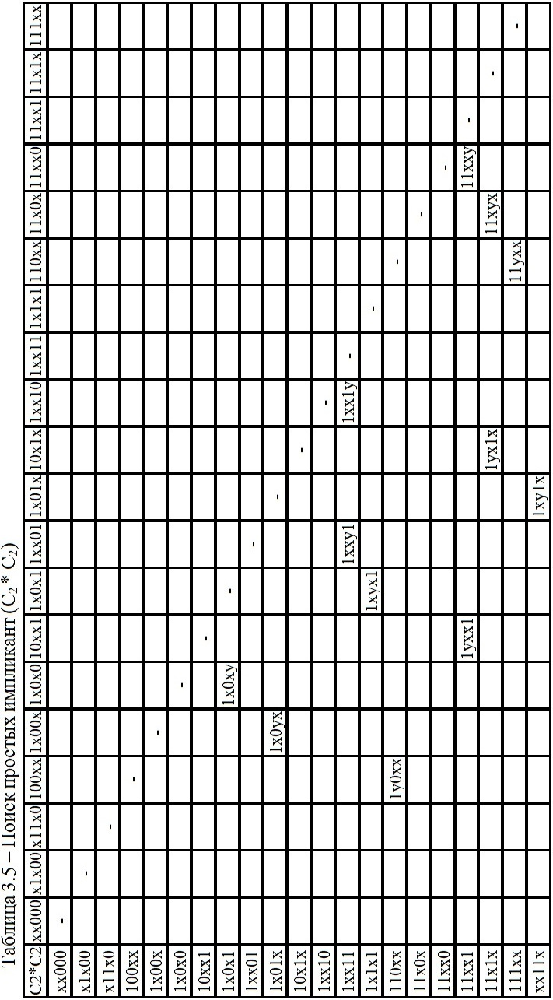 Таблица 3.5 – Поиск простых импликант (C₂ * C₂)
C2*C2 xx000 x1x00 x11x0 100xx 1x00x 1x0x0 10xx1 1x0x1 1xx01 1x01x 10x1x 1xx10 1xx11 1x1x1 110xx 11x0x 11xx0 11xx1 11x1x 111xx
xx000 -
x1x00 -
x11x0 -
100xx -
1x00x -
1x0x0 -
10xx1 -
1x0x1 1x0xy -
1xx01 -
1x01x 1x0yx -
10x1x -
1xx10 -
1xx11 1xxy1 1xx1y -
1x1x1 1xyx1 -
110xx 1y0xx -
11x0x -
11xx0 -
11xx1 1yxx1 11xxy -
11x1x 1yx1x 11xyx -
111xx 11yxx -
xx11x 1xy1x